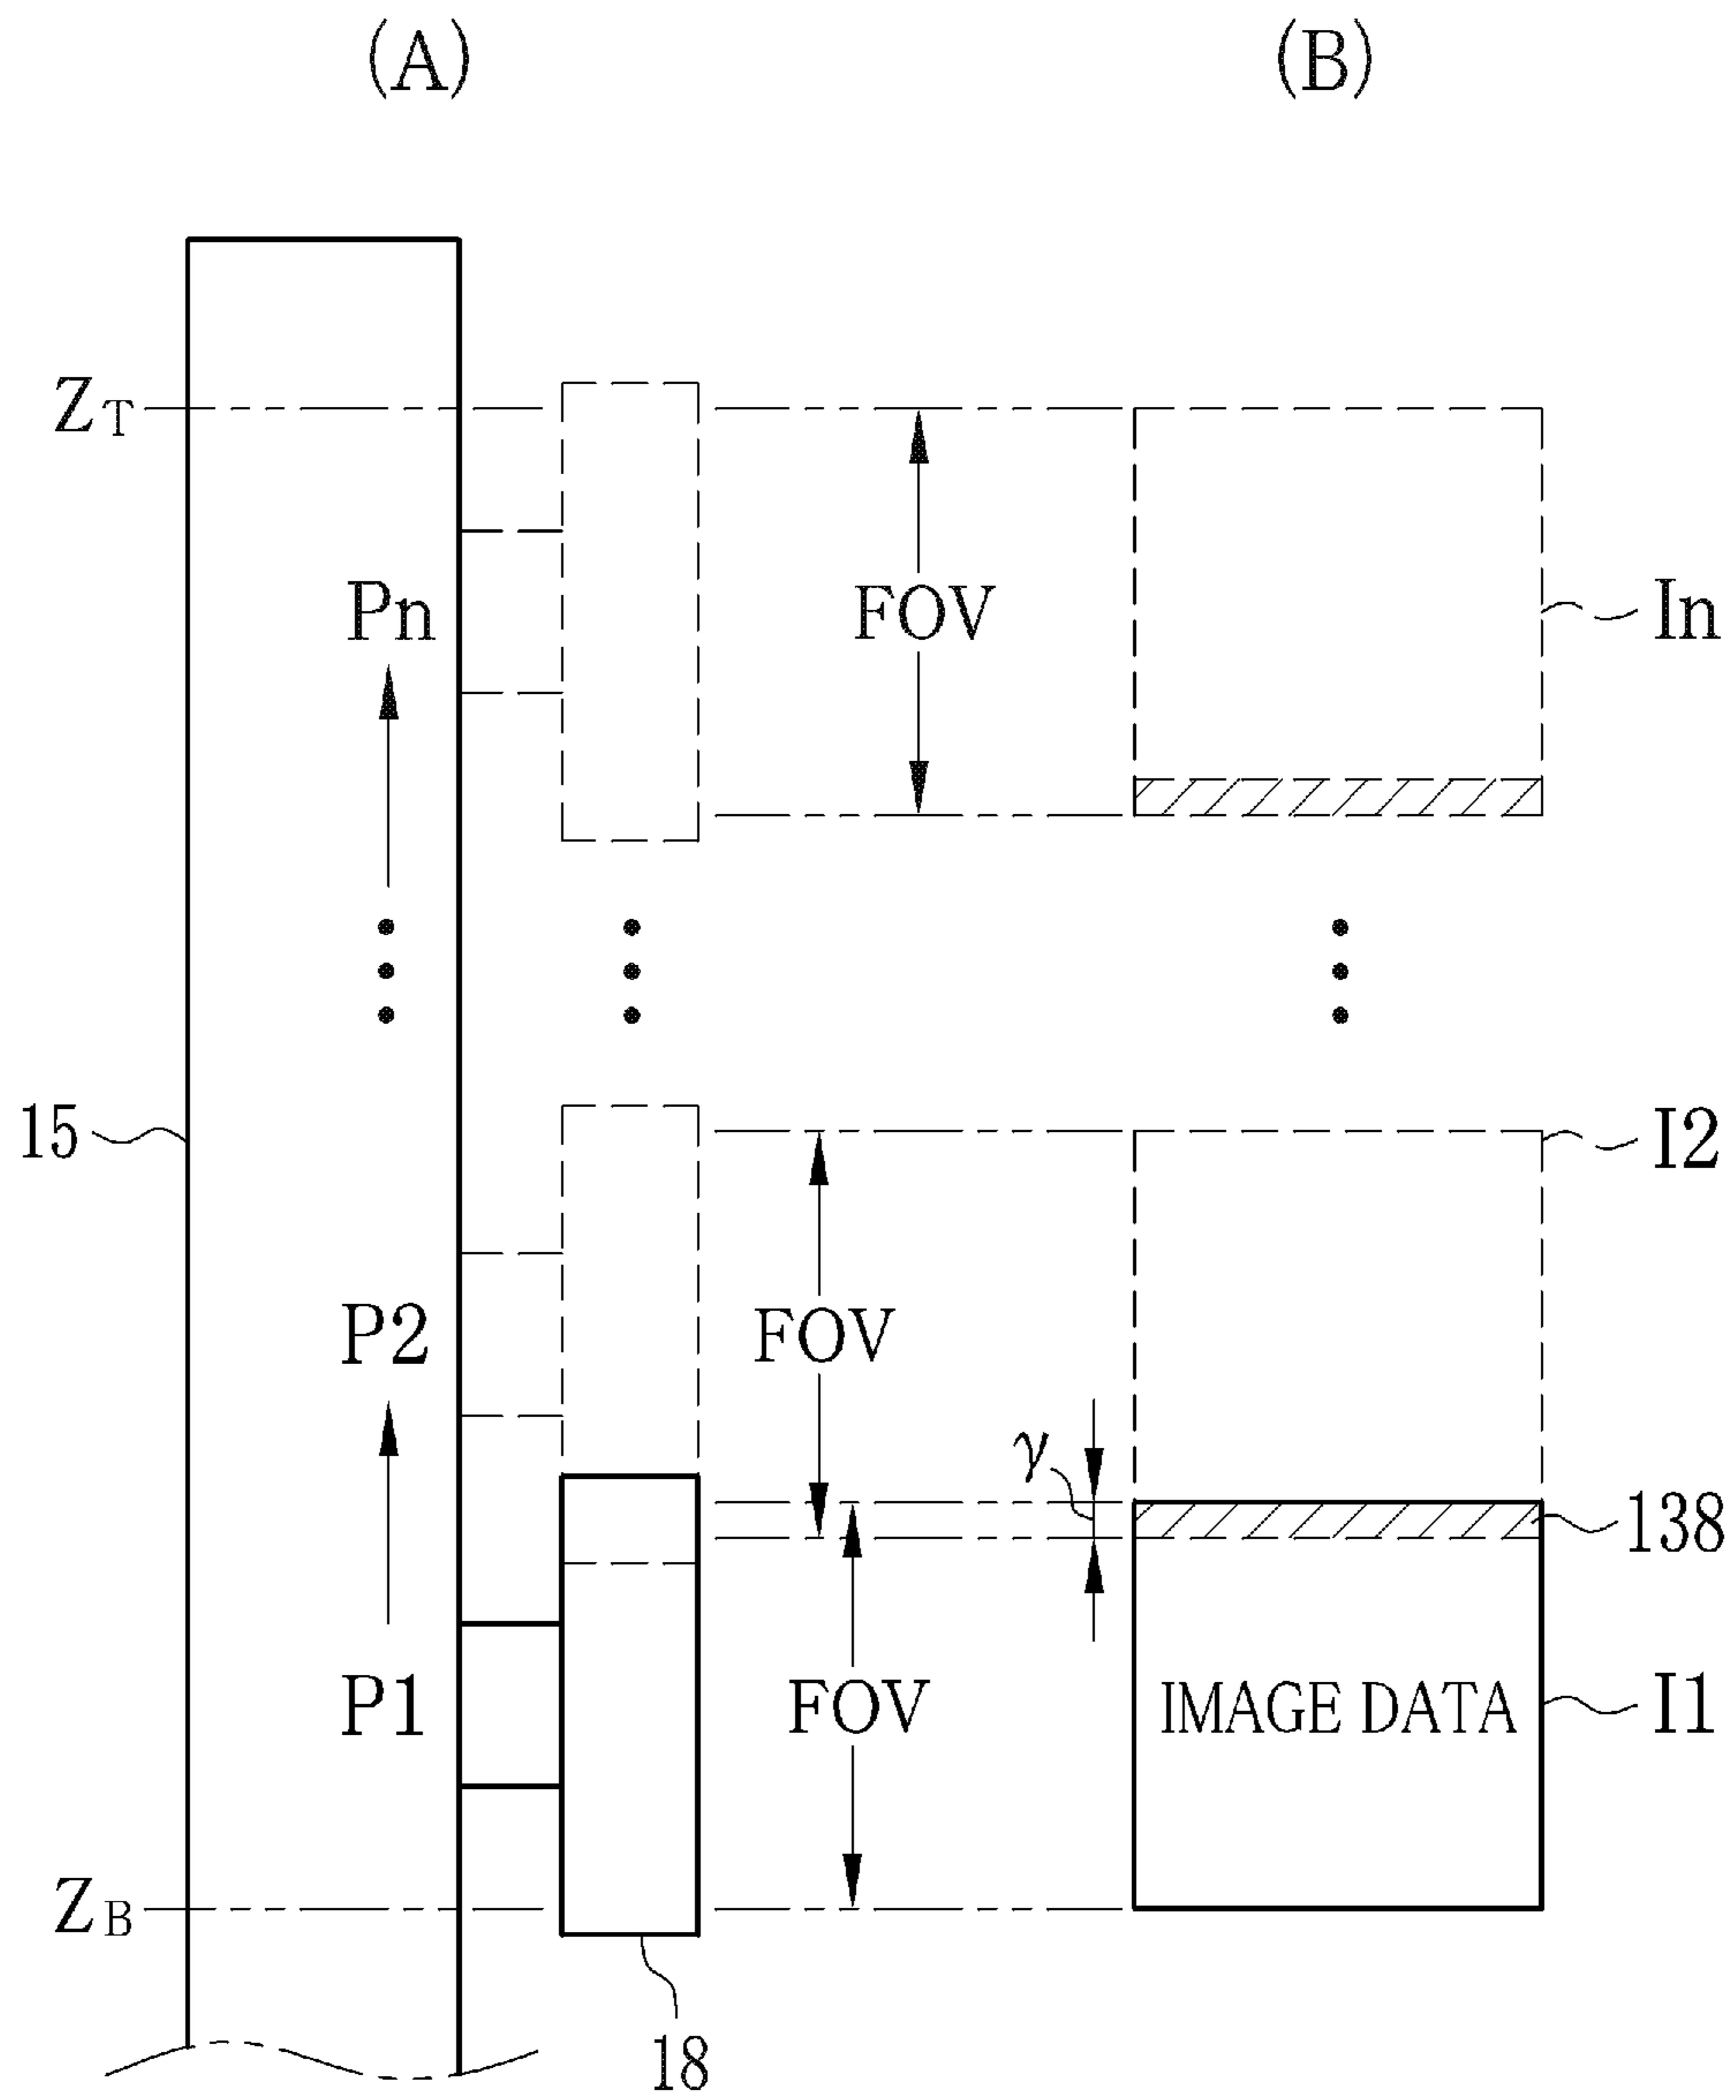 (A) (B)
ZT
Pn FOV In
15 I2
P2 FOV
γ
138
P1 FOV IMAGE DATA I1
ZB
18